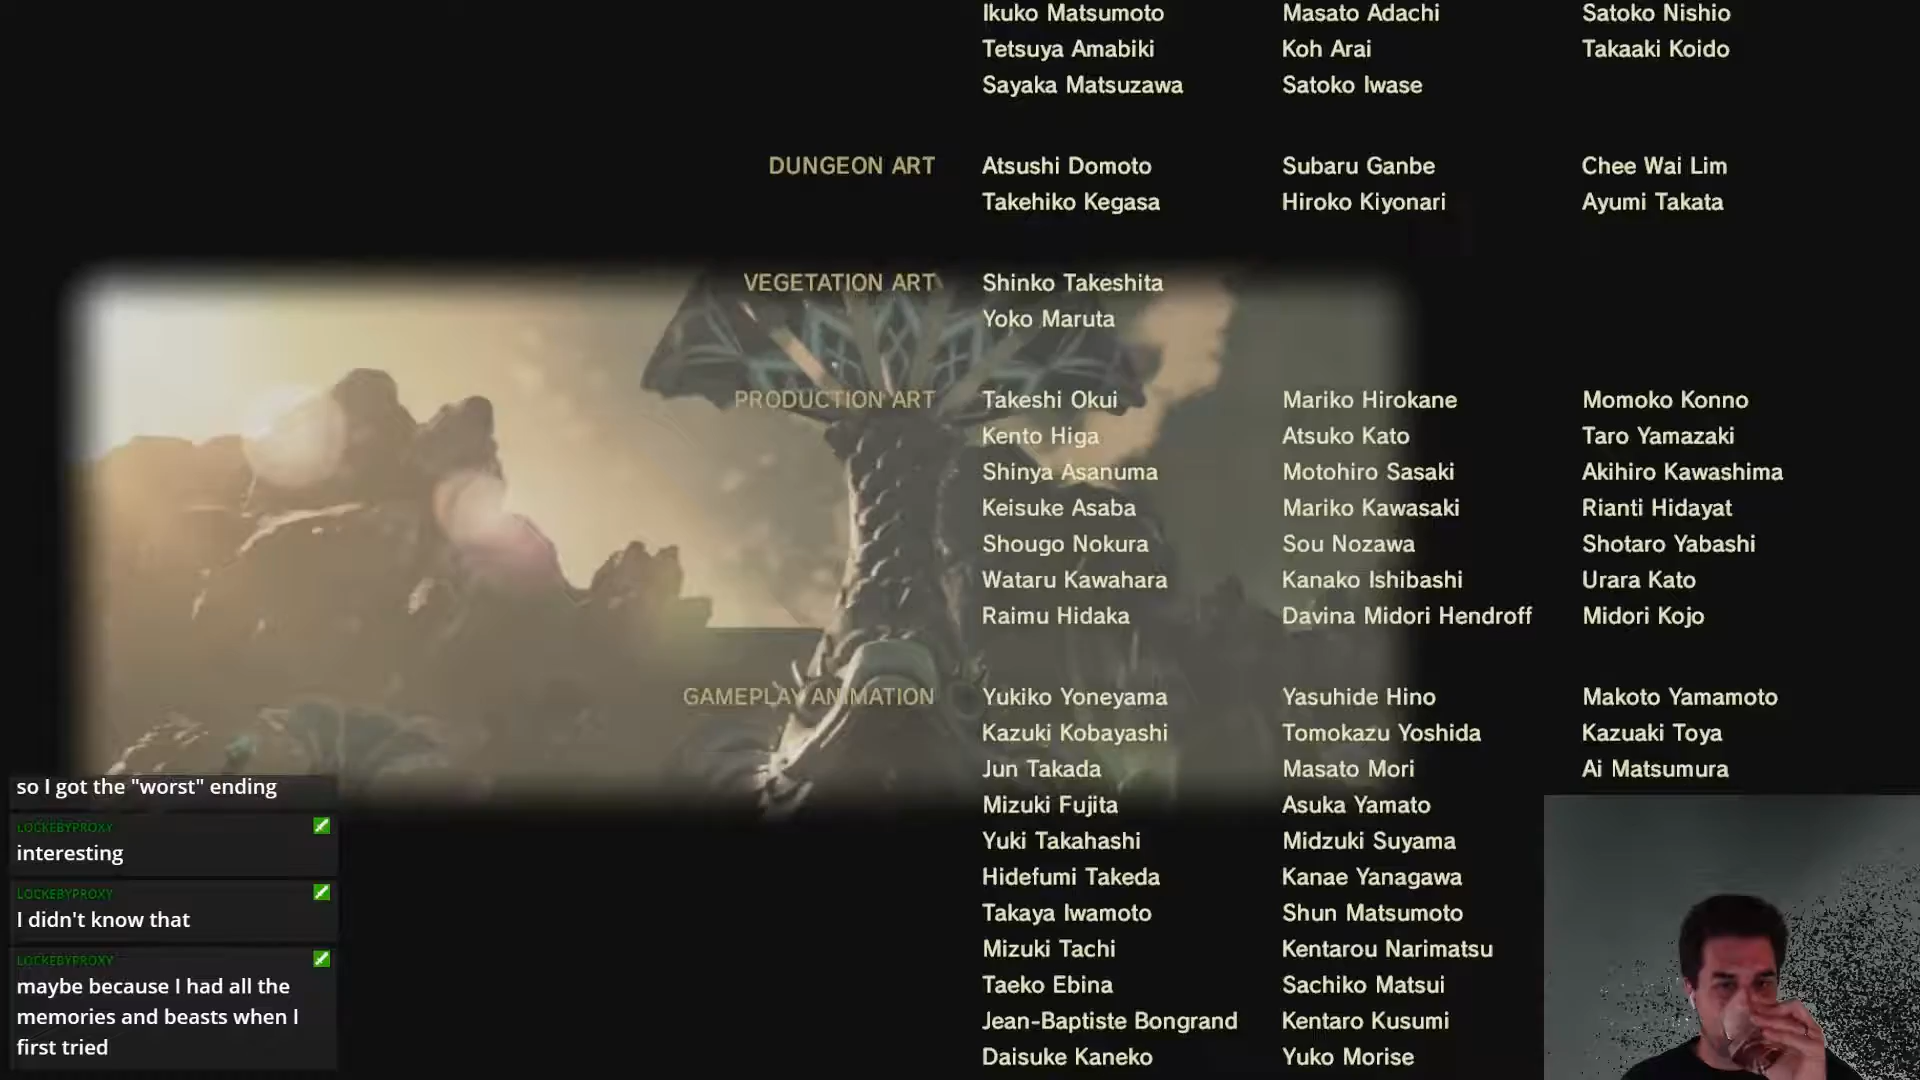 Ikuko Matsumoto Masato Adachi Satoko Nishio
Tetsuya Amabiki Koh Arai Takaaki Koido
Sayaka Matsuzawa Satoko Iwase
DUNGEON ART Atsushi Domoto Subaru Ganbe Chee Wai Lim
Takehiko Kegasa Hiroko Kiyonari Ayumi Takata
VEGETATION ART Shinko Takeshita
Yoko Maruta
PRODUCTION ART Takeshi Okui Mariko Hirokane Momoko Konno
Kento Higa Atsuko Kato Taro Yamazaki
Shinya Asanuma Motohiro Sasaki Akihiro Kawashima
Keisuke Asaba Mariko Kawasaki Rianti Hidayat
Shougo Nokura Sou Nozawa Shotaro Yabashi
Wataru Kawahara Kanako Ishibashi Urara Kato
Raimu Hidaka Davina Midori Hendroff Midori Kojo
GAMEPLAY ANIMATION Yukiko Yoneyama Yasuhide Hino Makoto Yamamoto
Kazuki Kobayashi Tomokazu Yoshida Kazuaki Toya
Jun Takada Masato Mori Ai Matsumura
Mizuki Fujita Asuka Yamato
Yuki Takahashi Midzuki Suyama
Hidefumi Takeda Kanae Yanagawa
Takaya Iwamoto Shun Matsumoto
Mizuki Tachi Kentarou Narimatsu
Taeko Ebina Sachiko Matsui
Jean-Baptiste Bongrand Kentaro Kusumi
Daisuke Kaneko Yuko Morise
so I got the "worst" ending
LOCKEBYPROXY
interesting
LOCKEBYPROXY
I didn't know that
LOCKEBYPROXY
maybe because I had all the
memories and beasts when I
first tried